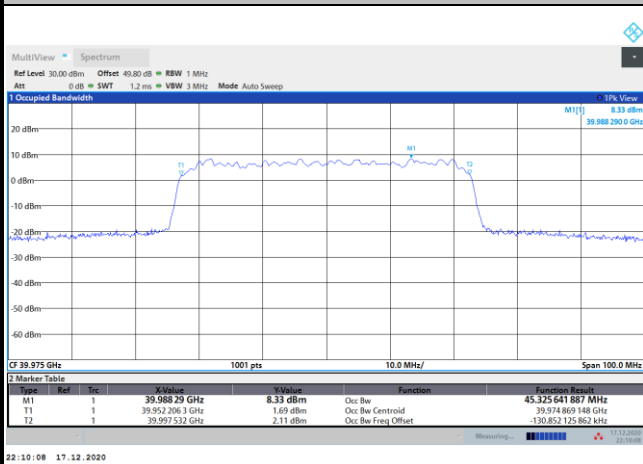 MultiView Spectrum
Ref Level 30.00 dBm Offset 49.80 dB RBW 1 MHz
Att 0 dB SWT 1.2 ms VBW 3 MHz Mode Auto Sweep
1 Occupied Bandwidth 1Pk View
M1[1] 8.33 dBm
39.988 290 0 GHz
20 dBm
M1
10 dBm
T1 T2
0 dBm
-10 dBm
-20 dBm
-30 dBm
-40 dBm
-50 dBm
-60 dBm
CF 39.975 GHz 1001 pts 10.0 MHz/ Span 100.0 MHz
2 Marker Table
Type Ref Trc X-Value Y-Value Function Function Result
M1 1 39.988 29 GHz 8.33 dBm Occ Bw 45.325 641 887 MHz
T1 1 39.952 206 3 GHz 1.69 dBm Occ Bw Centroid 39.974 869 148 GHz
T2 1 39.997 532 GHz 2.11 dBm Occ Bw Freq Offset -130.852 125 862 kHz
Measuring... 17.12.2020
22:10:08
22:10:08 17.12.2020